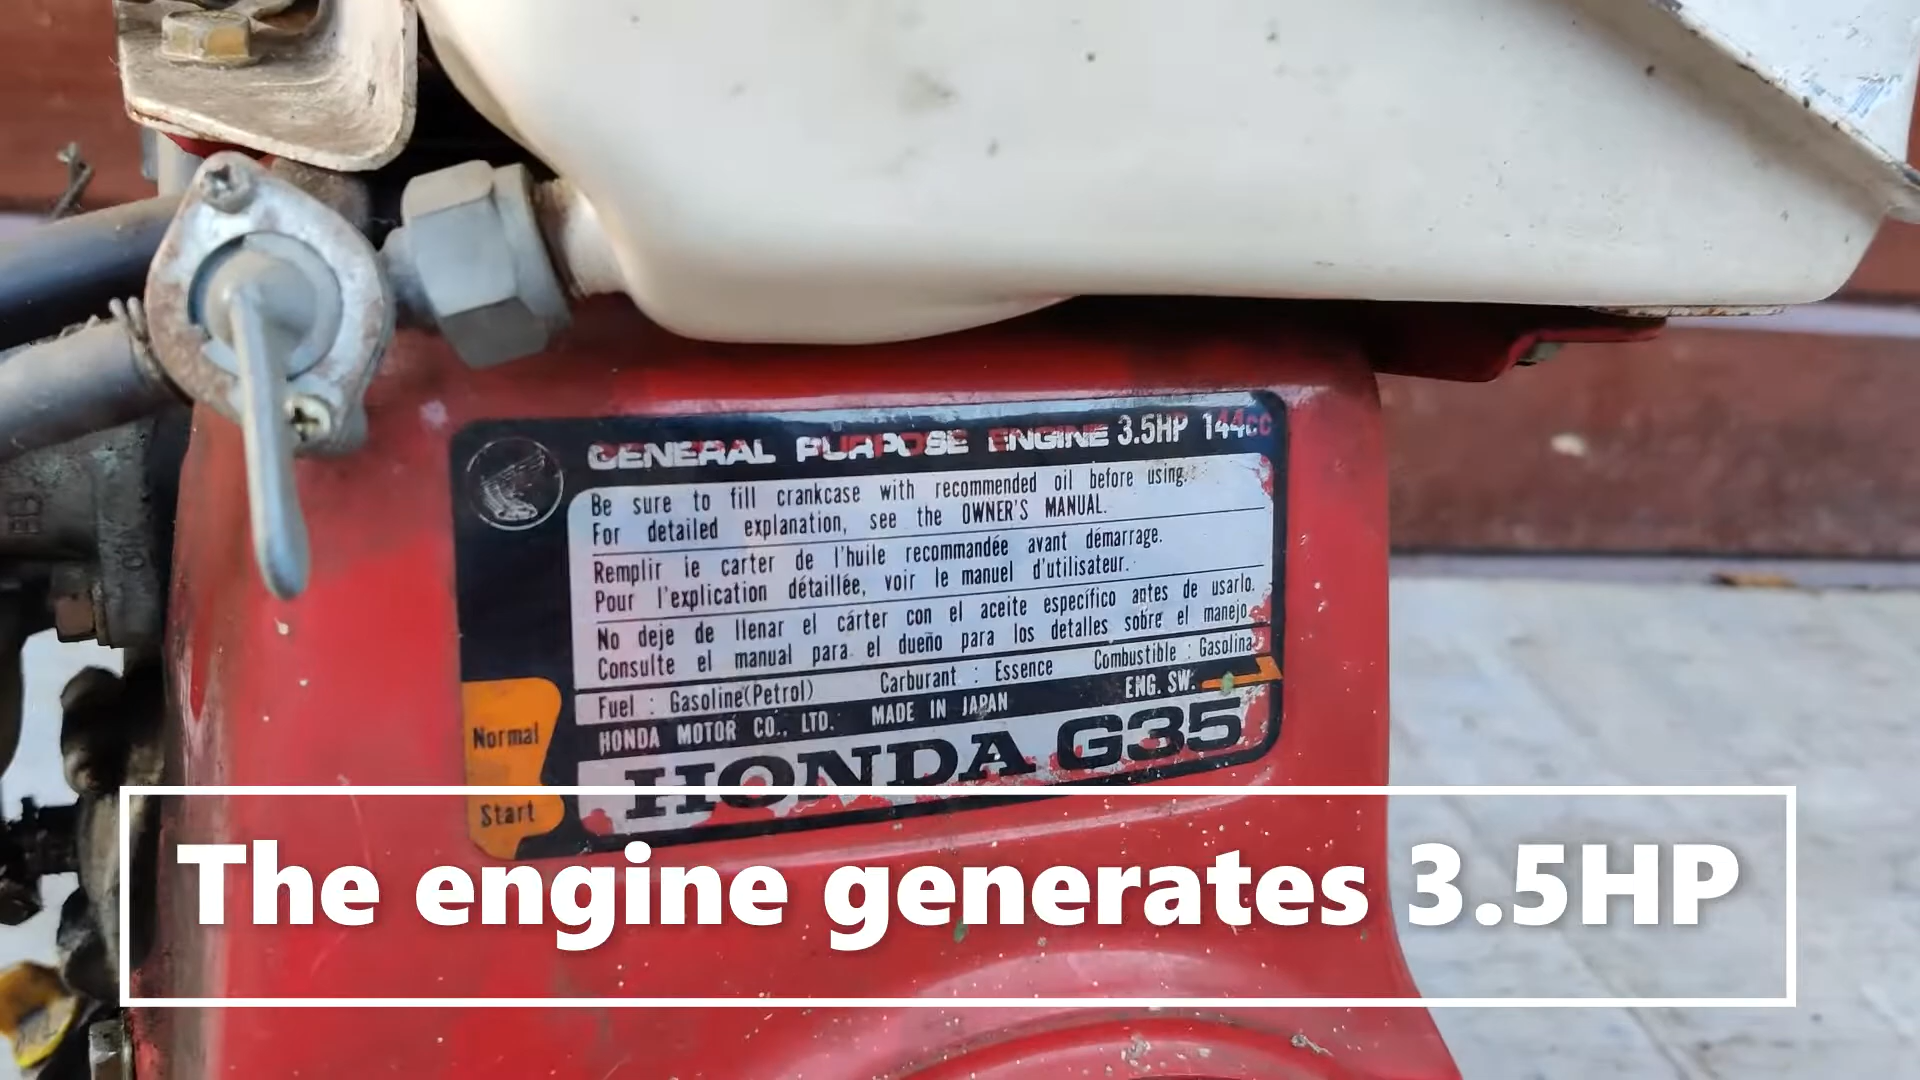 GENERAL PURPOSE ENGINE 3.5HP 144cc
Be sure to fill crankcase with recommended oil before using.
For detailed explanation, see the OWNER'S MANUAL.
Remplir le carter de l'huile recommandée avant démarrage.
Pour l'explication détaillée, voir le manuel d'utilisateur.
No deje de llenar el cárter con el aceite específico antes de usarlo.
Consulte el manual para el dueño para los detalles sobre el manejo.
Fuel : Gasoline(Petrol) Carburant : Essence Combustible : Gasolina
HONDA MOTOR CO., LTD. MADE IN JAPAN ENG. SW.
Normal
HONDA G35
Start
The engine generates 3.5HP